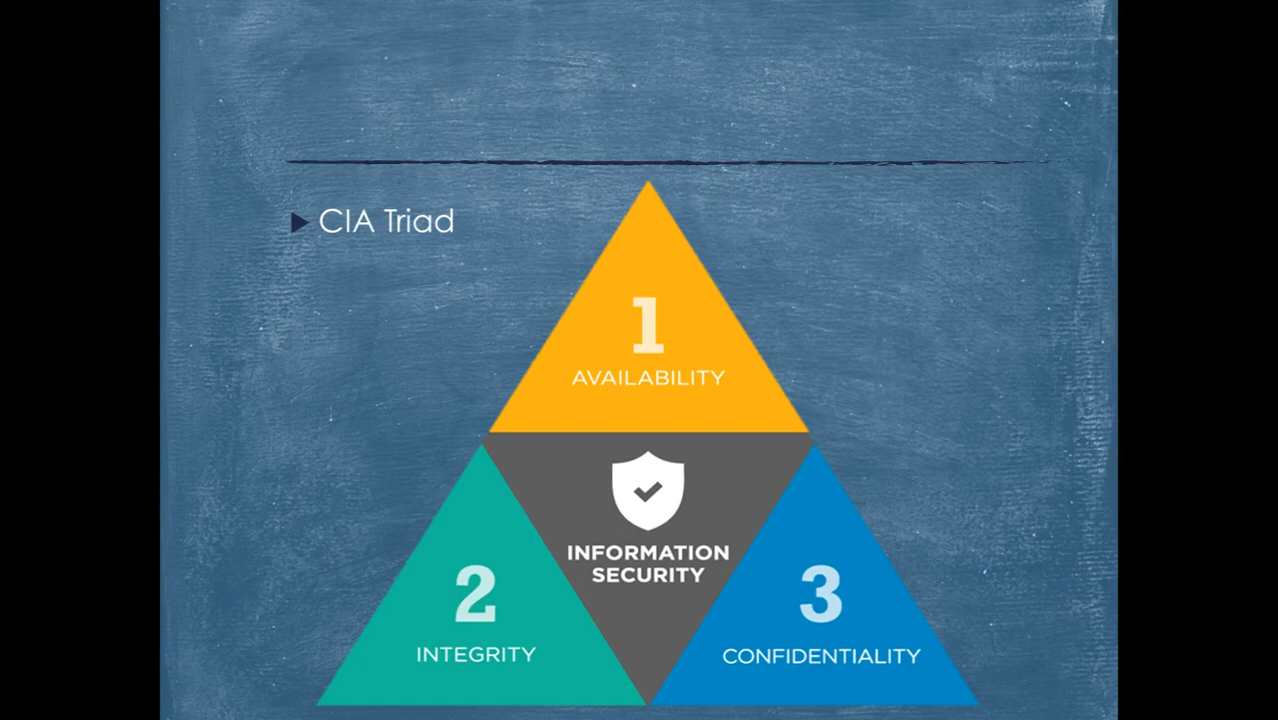 CIA Triad
1
AVAILABILITY
INFORMATION
SECURITY
2
INTEGRITY
3
CONFIDENTIALITY